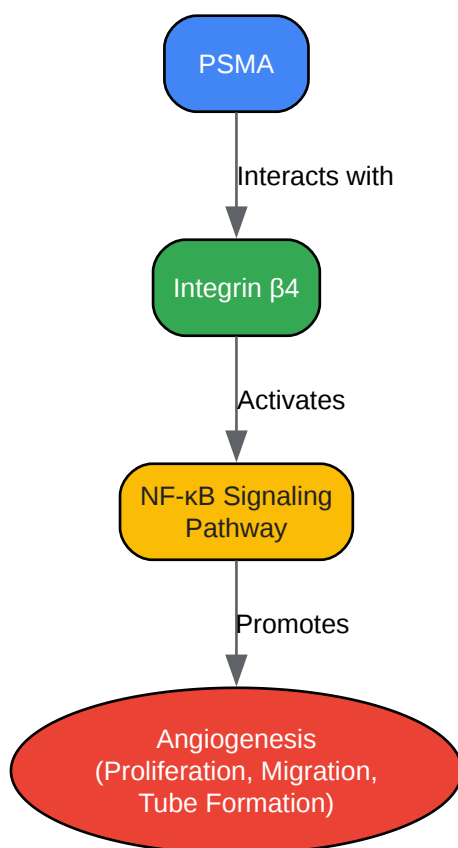 PSMA
Interacts with
Integrin β4
Activates
NF-κB Signaling
Pathway
Promotes
Angiogenesis
(Proliferation, Migration,
Tube Formation)